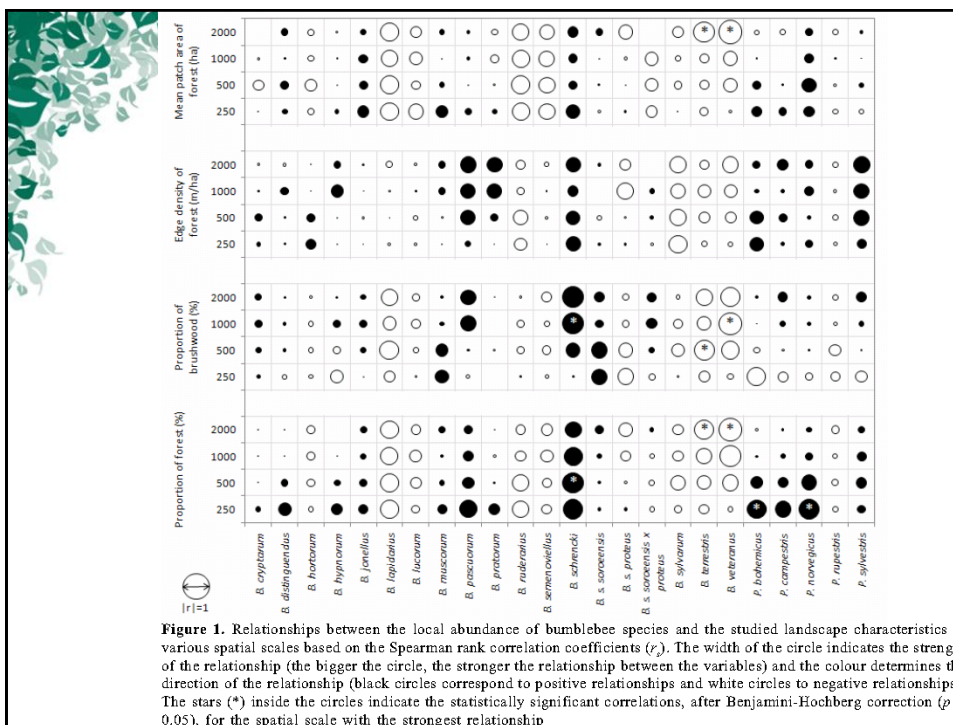 Mean patch area of
forest (ha)
2000
1000
500
250
* *
Edge density of
forest (m/ha)
2000
1000
500
250
Proportion of
brushwood (%)
2000
1000
* *
500
*
250
Proportion of forest (%)
2000
* *
1000
500
*
250
* *
B. cryptarum
B. distinguendus
B. hortorum
B. hypnorum
B. jonellus
B. lapidarius
B. lucorum
B. muscorum
B. pascuorum
B. pratorum
B. ruderarius
B. semenoviellus
B. schrencki
B. s. soroeensis
B. s. proteus
B. s. soroeensis x
proteus
B. sylvarum
B. terrestris
B. veteranus
P. bohemicus
P. campestris
P. norvegicus
P. rupestris
P. sylvestris
|r|=1
Figure 1. Relationships between the local abundance of bumblebee species and the studied landscape characteristics
various spatial scales based on the Spearman rank correlation coefficients (rs). The width of the circle indicates the streng
of the relationship (the bigger the circle, the stronger the relationship between the variables) and the colour determines th
direction of the relationship (black circles correspond to positive relationships and white circles to negative relationships
The stars (*) inside the circles indicate the statistically significant correlations, after Benjamini-Hochberg correction (p
0.05), for the spatial scale with the strongest relationship